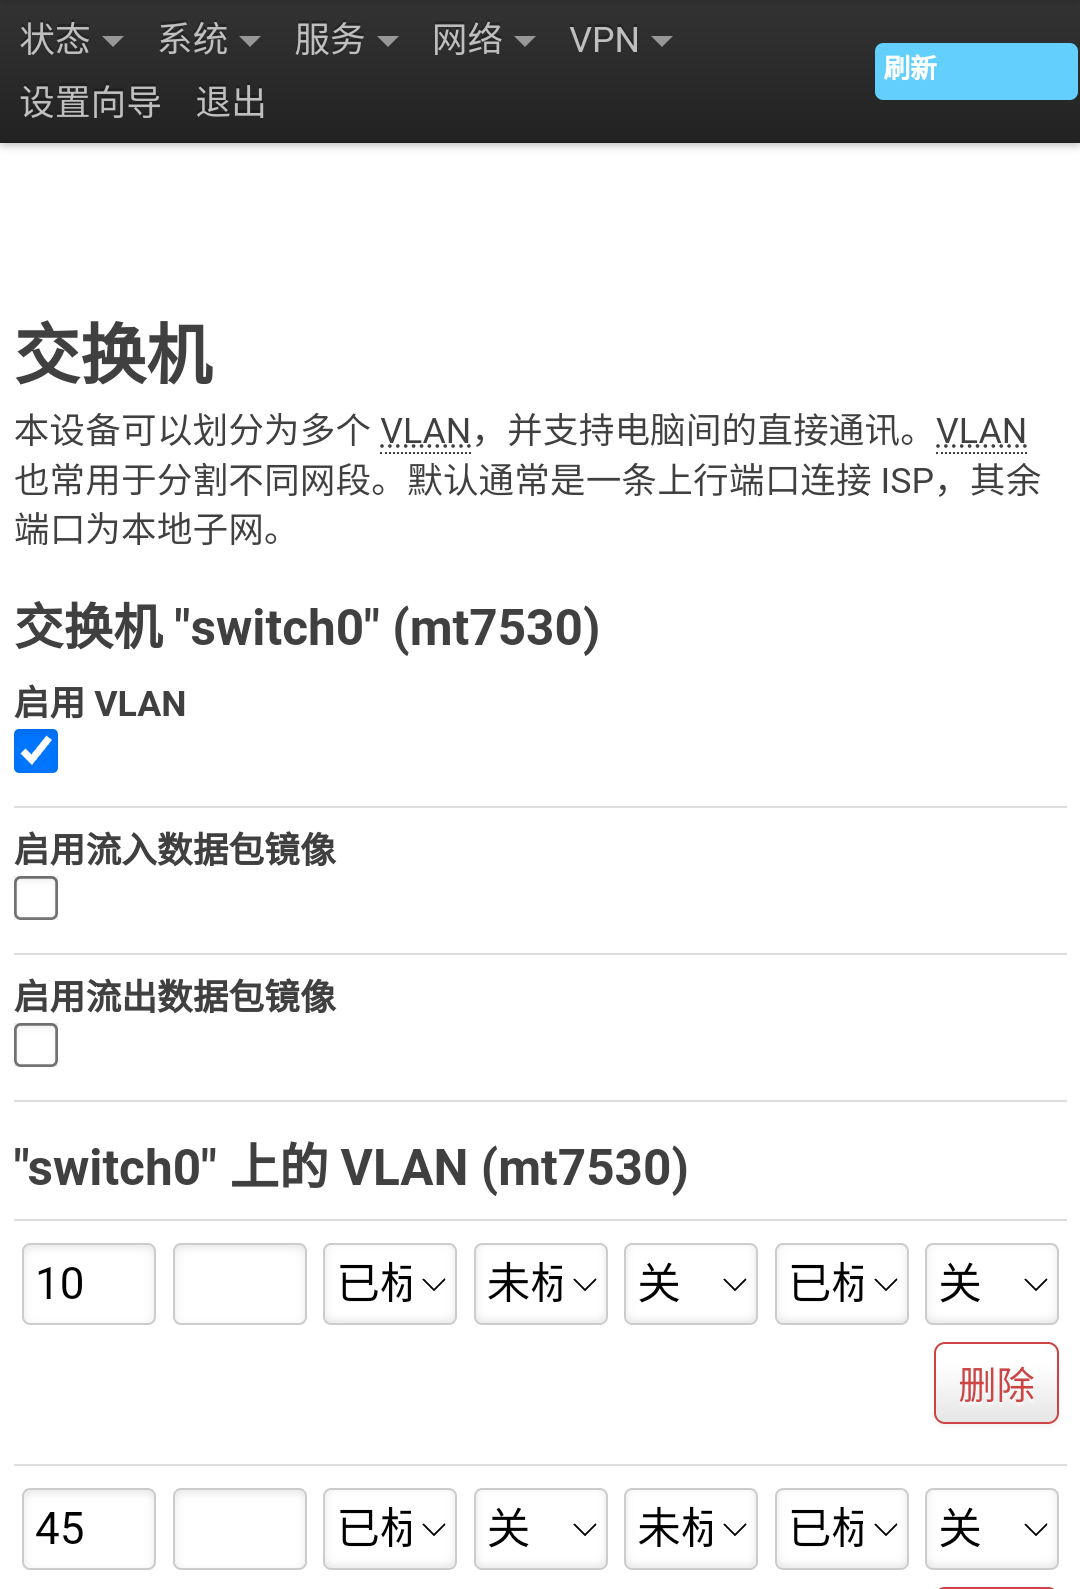 状态 系统 服务 网络 VPN
刷新
设置向导 退出
交换机
本设备可以划分为多个 VLAN，并支持电脑间的直接通讯。VLAN
也常用于分割不同网段。默认通常是一条上行端口连接 ISP，其余
端口为本地子网。
交换机 "switch0" (mt7530)
启用 VLAN
启用流入数据包镜像
启用流出数据包镜像
"switch0" 上的 VLAN (mt7530)
10 已标 未标 关 已标 关
删除
45 已标 关 未标 已标 关